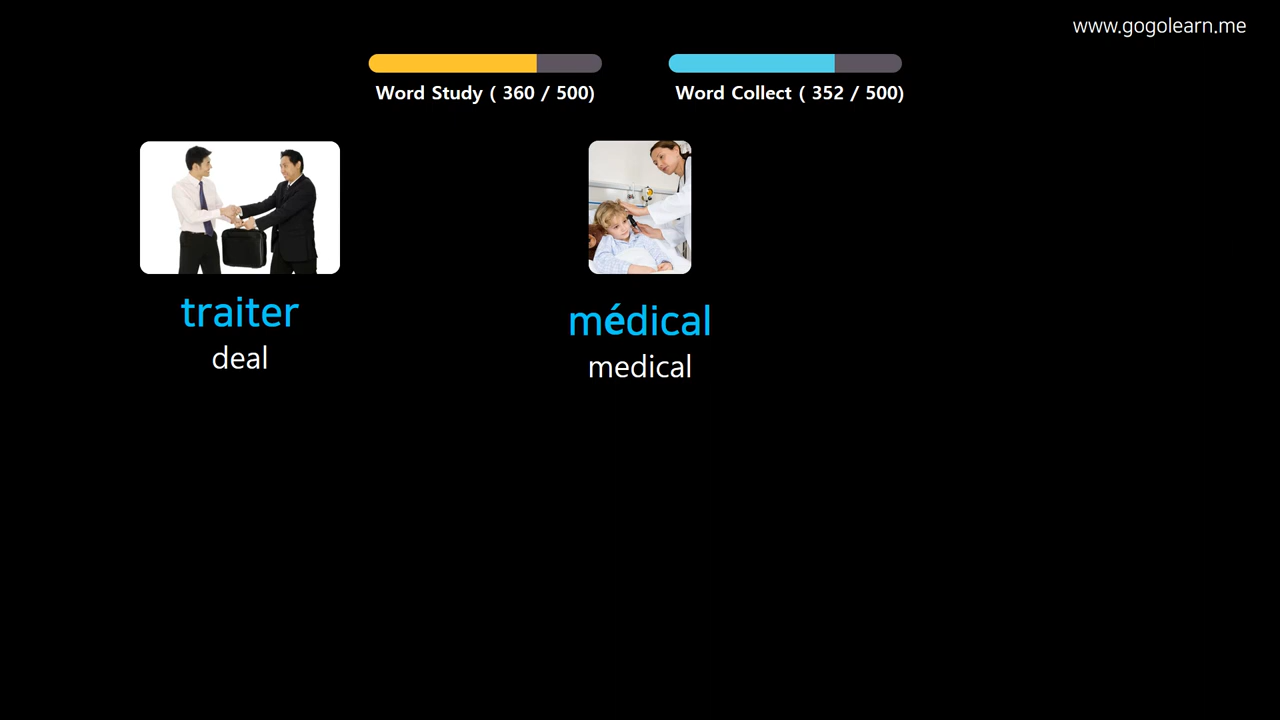 www.gogolearn.me
Word Study ( 360 / 500)
Word Collect ( 352 / 500)
traiter
deal
médical
medical